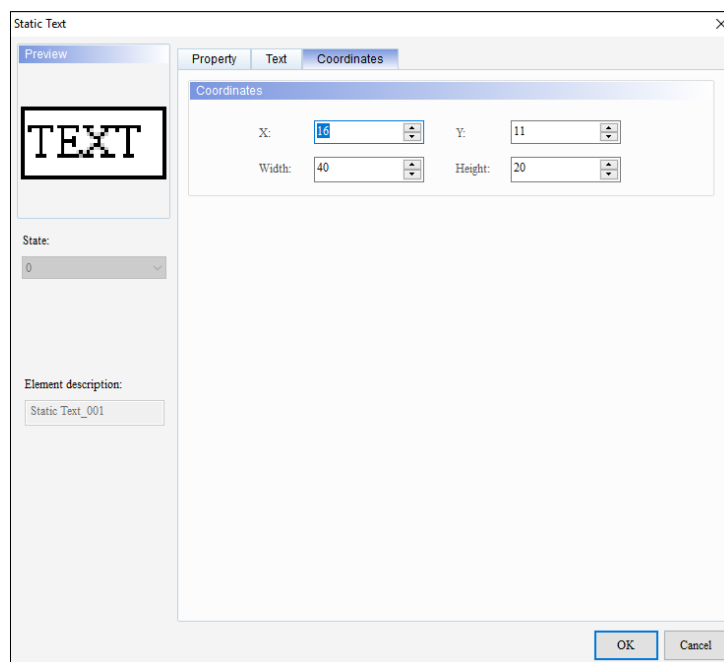 Static Text
Preview
TEXT
State:
0
Element description:
Static Text_001
Property Text Coordinates
Coordinates
X: 16 Y: 11
Width: 40 Height: 20
OK Cancel